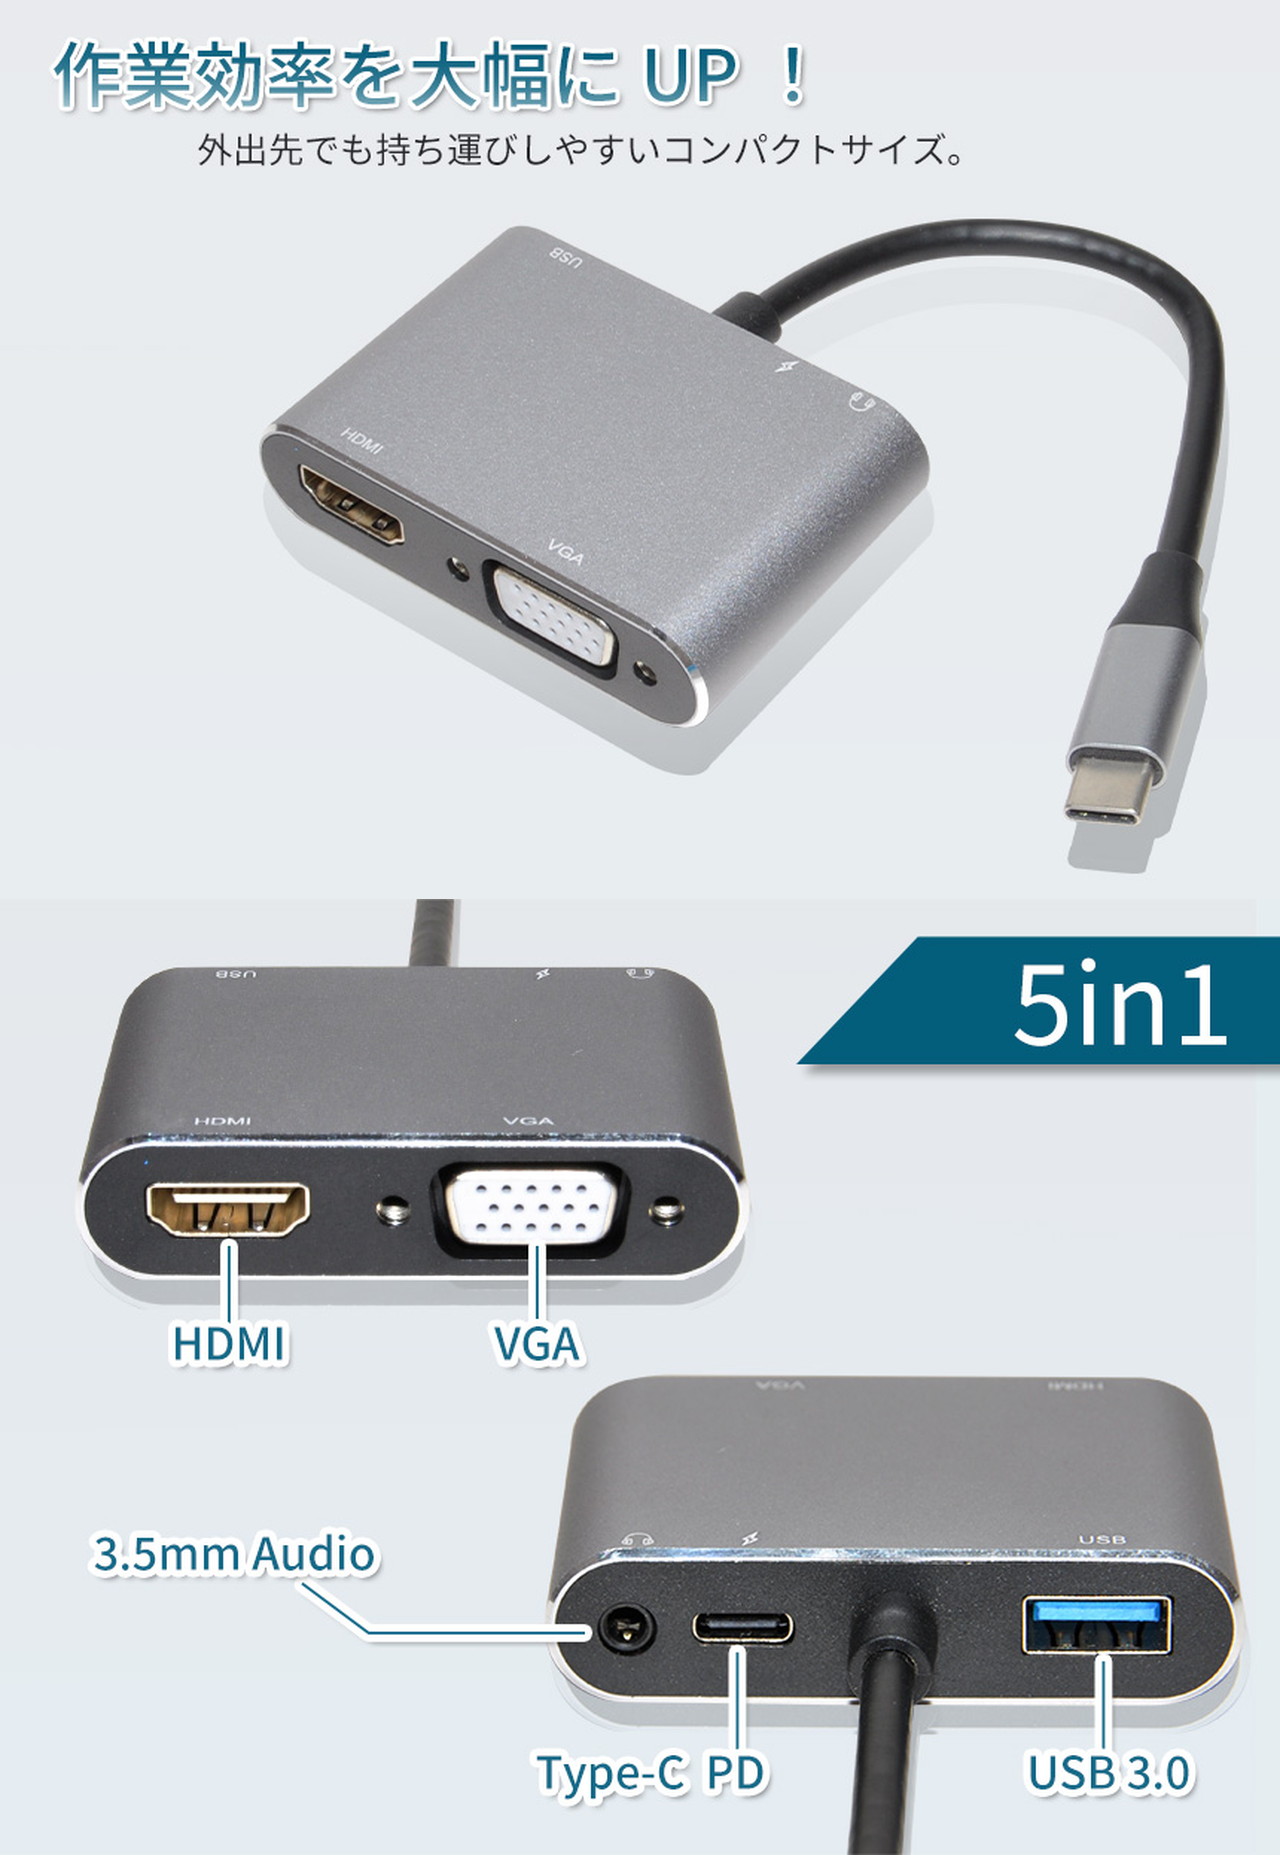 作業効率を大幅に UP ！
外出先でも持ち運びしやすいコンパクトサイズ。
USB
HDMI
VGA
5in1
USB
HDMI
VGA
HDMI
VGA
VGA
HDMI
3.5mm Audio
USB
Type-C PD
USB 3.0